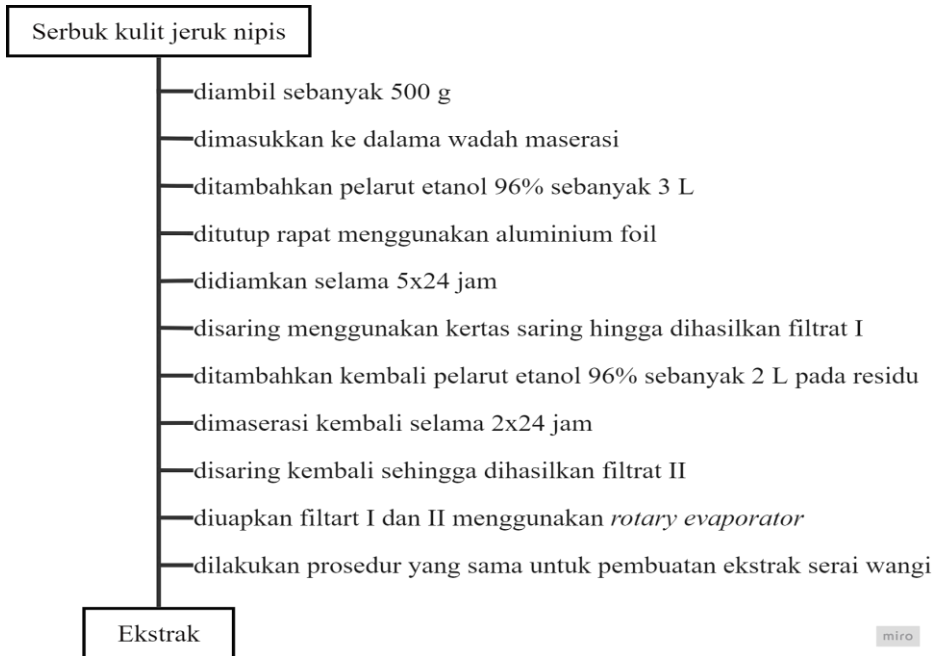 Serbuk kulit jeruk nipis
diambil sebanyak 500 g
dimasukkan ke dalama wadah maserasi
ditambahkan pelarut etanol 96% sebanyak 3 L
ditutup rapat menggunakan aluminium foil
didiamkan selama 5x24 jam
disaring menggunakan kertas saring hingga dihasilkan filtrat I
ditambahkan kembali pelarut etanol 96% sebanyak 2 L pada residu
dimaserasi kembali selama 2x24 jam
disaring kembali sehingga dihasilkan filtrat II
diuapkan filtart I dan II menggunakan rotary evaporator
dilakukan prosedur yang sama untuk pembuatan ekstrak serai wangi
Ekstrak
miro